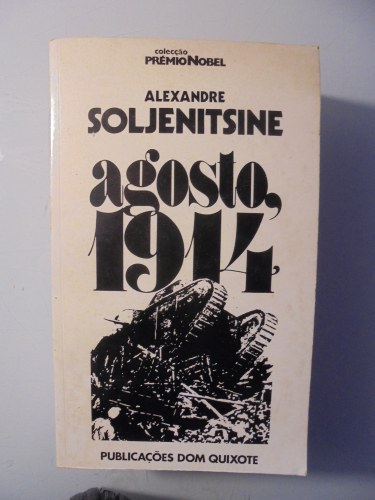 colecção
PRÉMIO NOBEL
ALEXANDRE
SOLJENITSINE
agosto,
1914
PUBLICAÇÕES DOM QUIXOTE